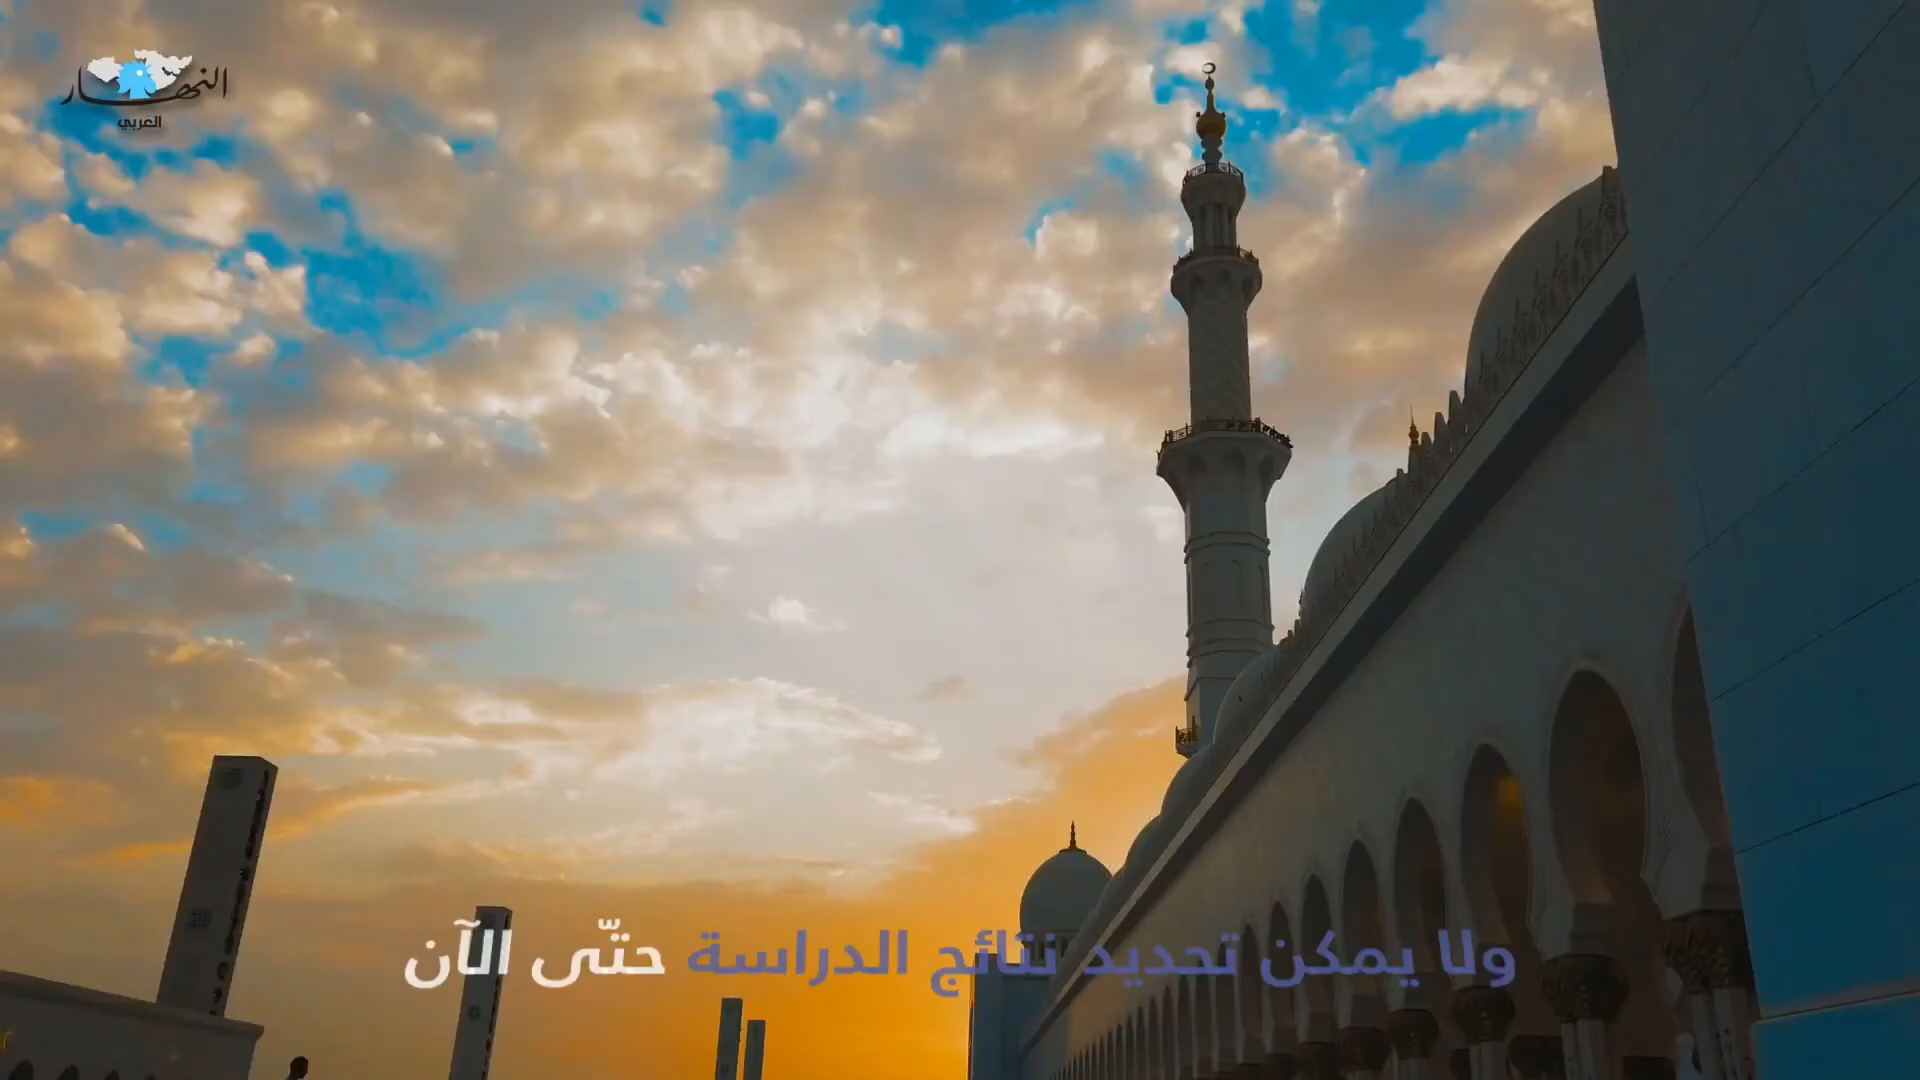 النهار
العربي
ولا يمكن تحديد نتائج الدراسة حتّى الآن